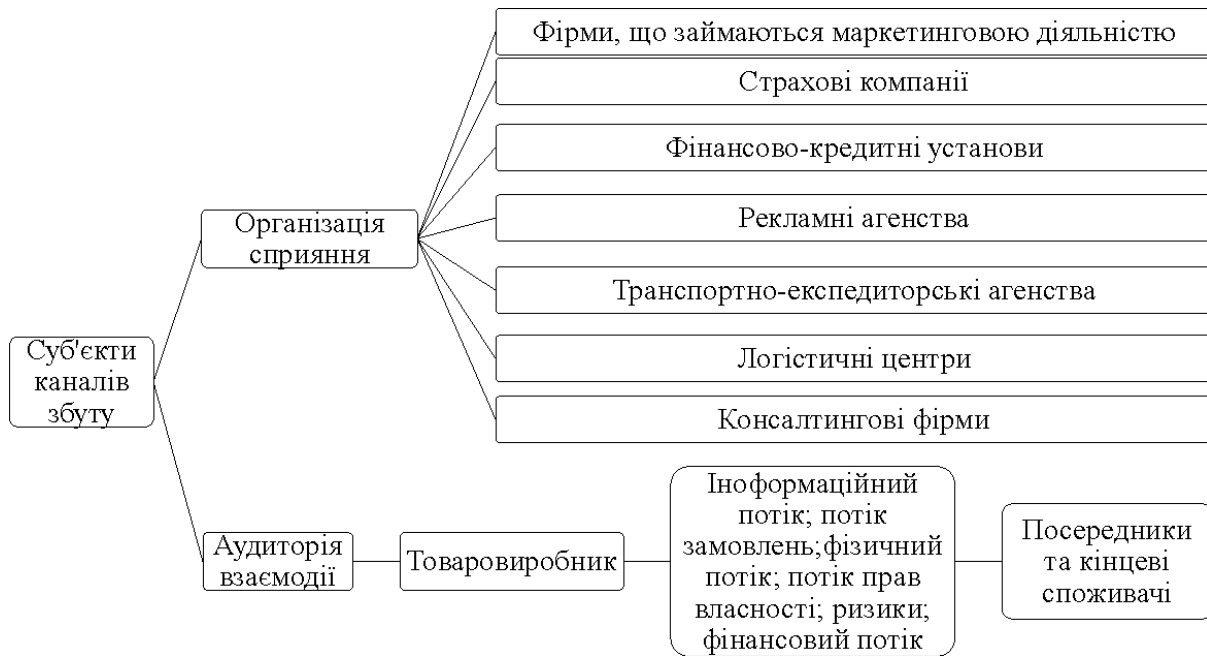 Фірми, що займаються маркетинговою діяльністю
Страхові компанії
Фінансово-кредитні установи
Рекламні агенства
Транспортно-експедиторські агенства
Логістичні центри
Консалтингові фірми
Організація
сприяння
Суб'єкти
каналів
збуту
Аудиторія
взаємодії
Товаровиробник
Іноформаційний
потік; потік
замовлень;фізичний
потік; потік прав
власності; ризики;
фінансовий потік
Посередники
та кінцеві
споживачі